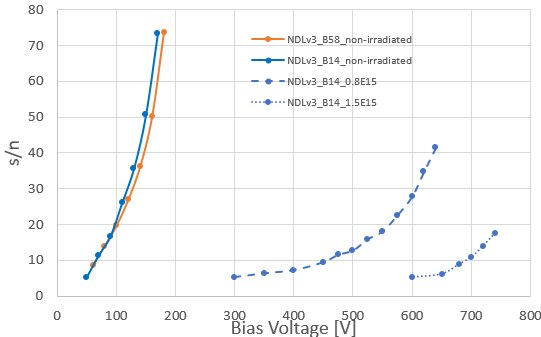 80
70
60
50
40
30
20
10
0
s/n
NDLv3_B58_non-irradiated
NDLv3_B14_non-irradiated
NDLv3_B14_0.8E15
NDLv3_B14_1.5E15
0 100 200 300 400 500 600 700 800
Bias Voltage [V]